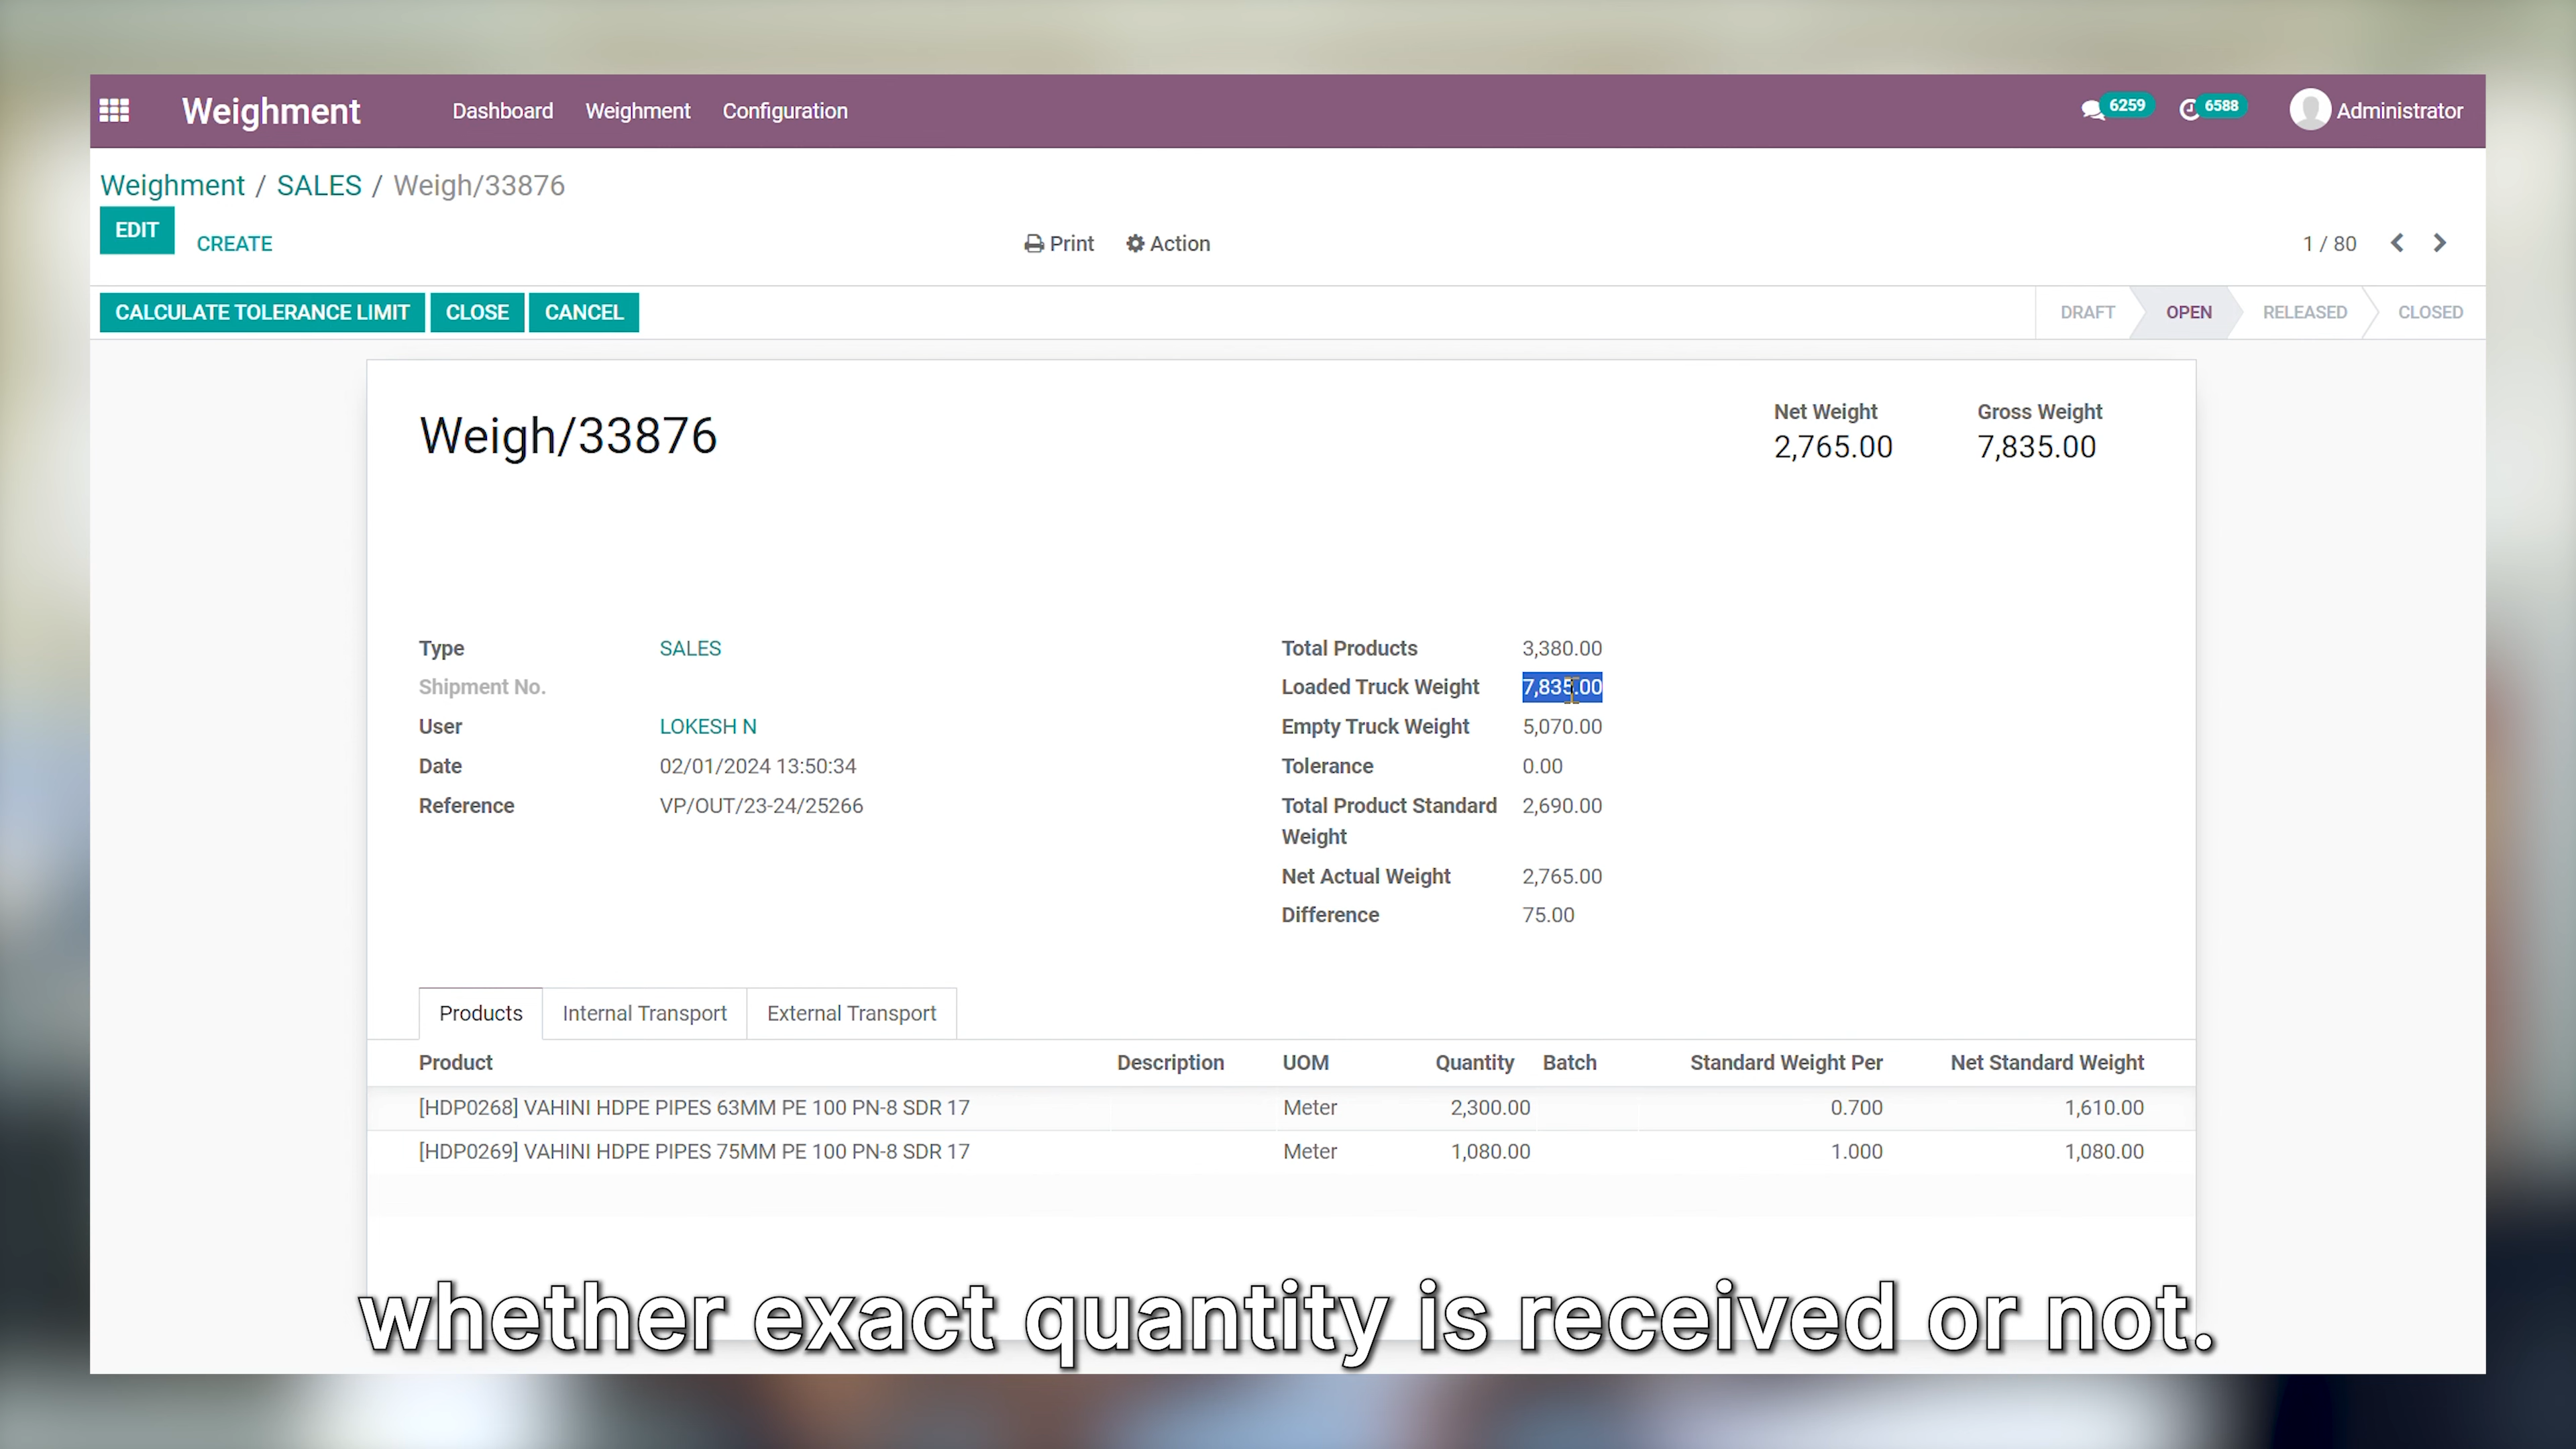 Weighment Dashboard Weighment Configuration 6259 6588 Administrator
Weighment / SALES / Weigh/33876
EDIT CREATE Print Action 1 / 80
CALCULATE TOLERANCE LIMIT CLOSE CANCEL DRAFT OPEN RELEASED CLOSED
Net Weight Gross Weight
Weigh/33876 2,765.00 7,835.00
Type SALES Total Products 3,380.00
Shipment No. Loaded Truck Weight 7,835.00
User LOKESH N Empty Truck Weight 5,070.00
Date 02/01/2024 13:50:34 Tolerance 0.00
Reference VP/OUT/23-24/25266 Total Product Standard 2,690.00
Weight
Net Actual Weight 2,765.00
Difference 75.00
Products Internal Transport External Transport
Product Description UOM Quantity Batch Standard Weight Per Net Standard Weight
[HDP0268] VAHINI HDPE PIPES 63MM PE 100 PN-8 SDR 17 Meter 2,300.00 0.700 1,610.00
[HDP0269] VAHINI HDPE PIPES 75MM PE 100 PN-8 SDR 17 Meter 1,080.00 1.000 1,080.00
whether exact quantity is received or not.